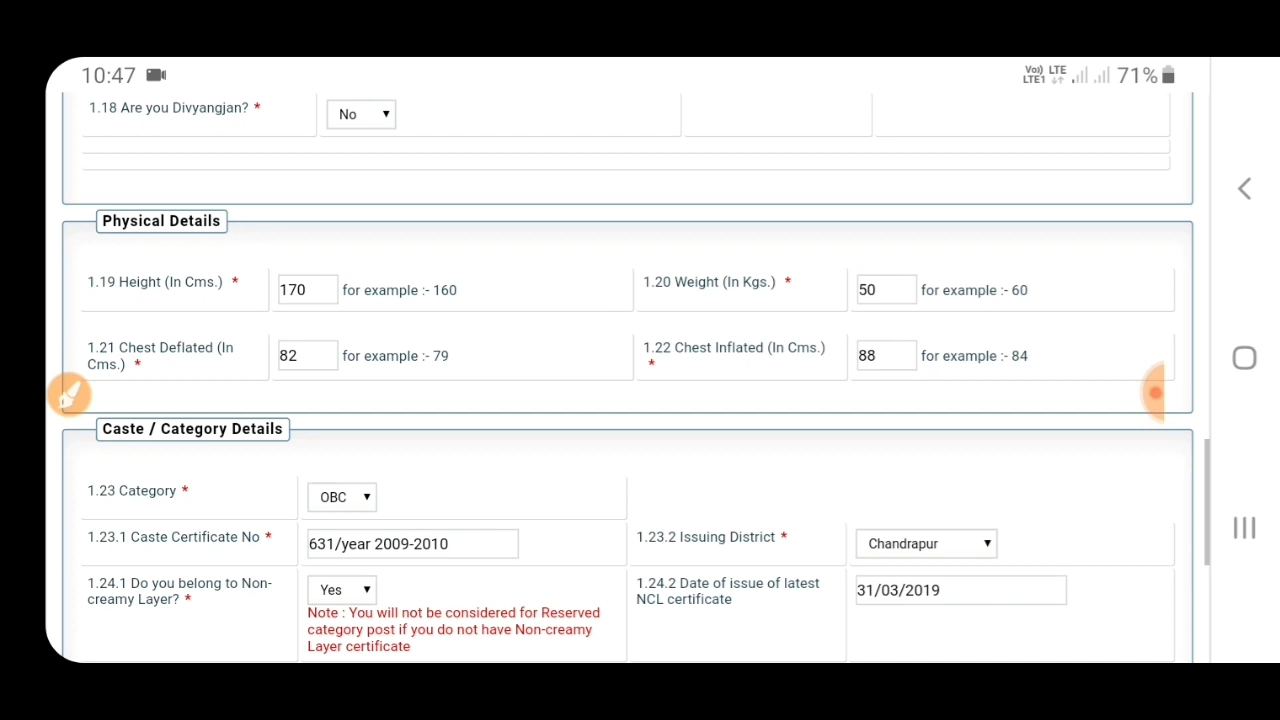 10:47
Vo)) LTE
LTE1
71%
1.18 Are you Divyangjan? *
No
Physical Details
1.19 Height (In Cms.) *
170
for example :- 160
1.20 Weight (In Kgs.) *
50
for example :- 60
1.21 Chest Deflated (In
Cms.) *
82
for example :- 79
1.22 Chest Inflated (In Cms.)
*
88
for example :- 84
Caste / Category Details
1.23 Category *
OBC
1.23.1 Caste Certificate No *
631/year 2009-2010
1.23.2 Issuing District *
Chandrapur
1.24.1 Do you belong to Non-
creamy Layer? *
Yes
Note : You will not be considered for Reserved
category post if you do not have Non-creamy
Layer certificate
1.24.2 Date of issue of latest
NCL certificate
31/03/2019